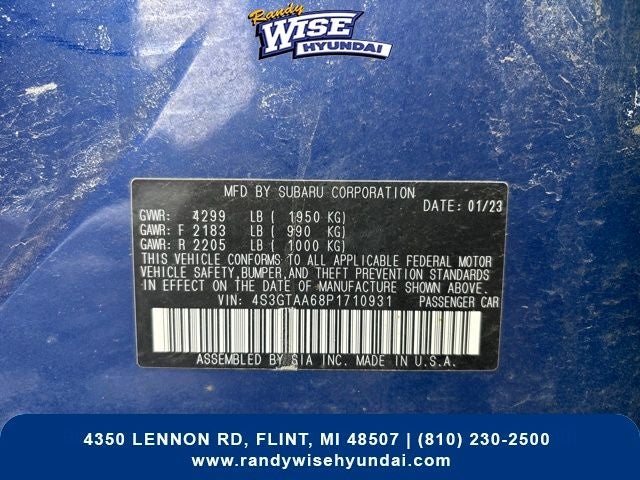 Randy
WISE
HYUNDAI
MFD BY SUBARU CORPORATION
DATE: 01/23
GVWR: 4299 LB ( 1950 KG)
GAWR: F 2183 LB ( 990 KG)
GAWR: R 2205 LB ( 1000 KG)
THIS VEHICLE CONFORMS TO ALL APPLICABLE FEDERAL MOTOR
VEHICLE SAFETY, BUMPER, AND THEFT PREVENTION STANDARDS
IN EFFECT ON THE DATE OF MANUFACTURE SHOWN ABOVE.
VIN: 4S3GTAA68P1710931 PASSENGER CAR
ASSEMBLED BY SIA INC. MADE IN U.S.A.
4350 LENNON RD, FLINT, MI 48507 | (810) 230-2500
www.randywisehyundai.com